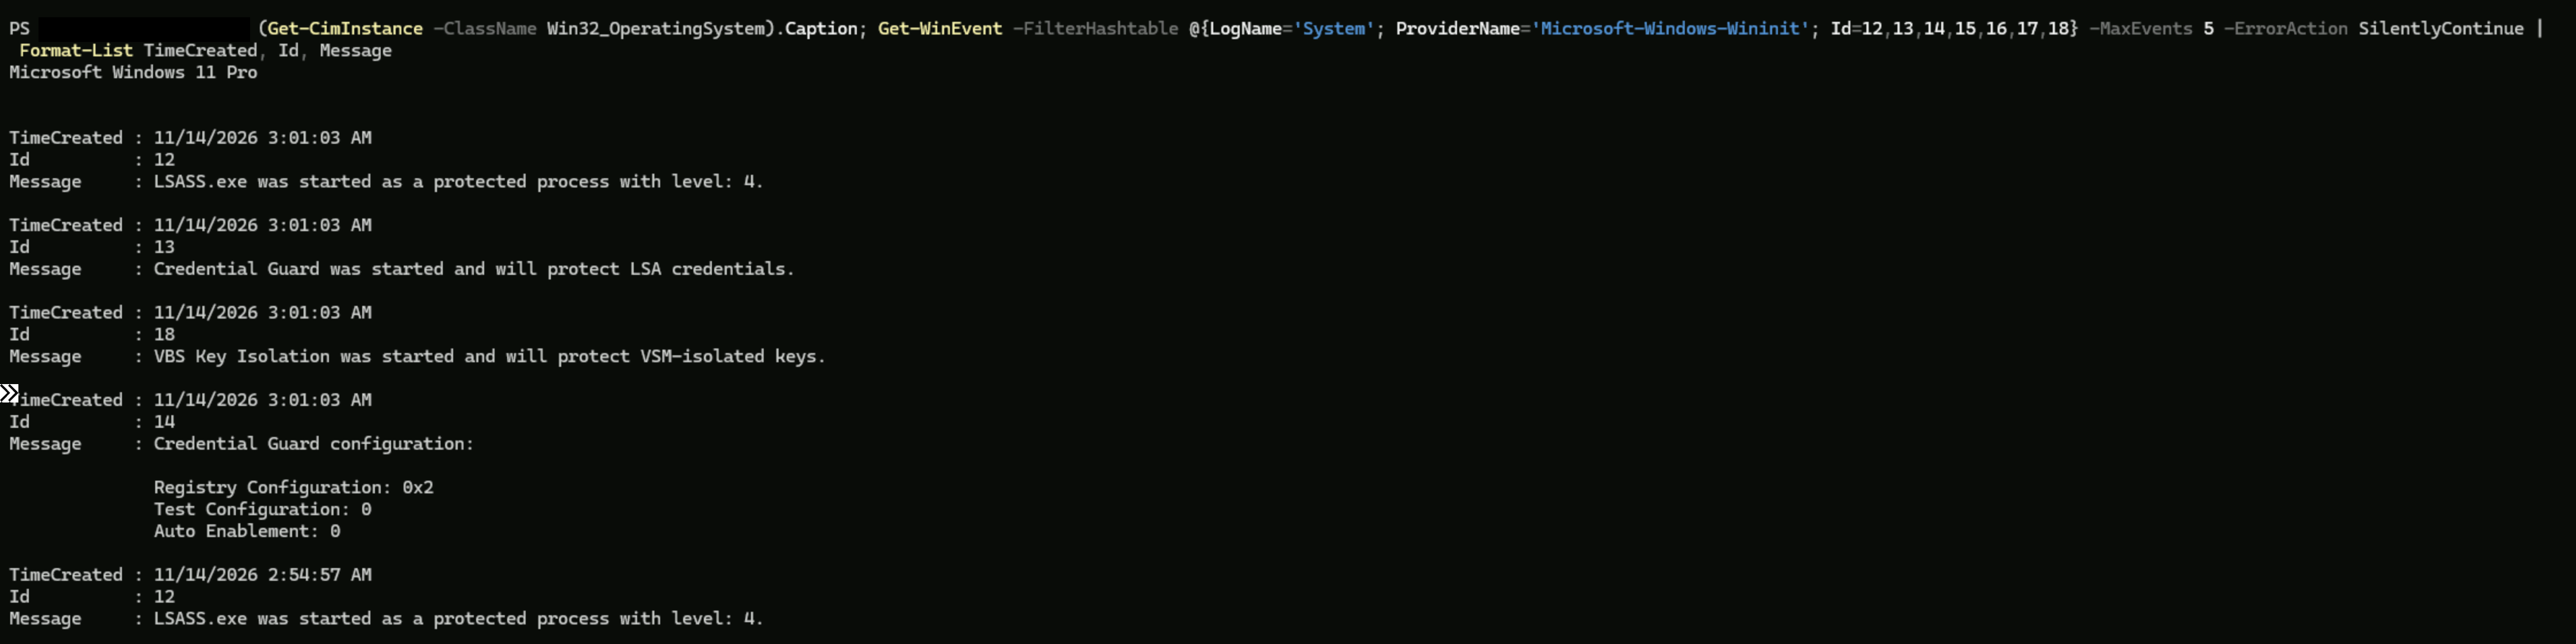 PS (Get-CimInstance -ClassName Win32_OperatingSystem).Caption; Get-WinEvent -FilterHashtable @{LogName='System'; ProviderName='Microsoft-Windows-Wininit'; Id=12,13,14,15,16,17,18} -MaxEvents 5 -ErrorAction SilentlyContinue |
Format-List TimeCreated, Id, Message
Microsoft Windows 11 Pro
TimeCreated : 11/14/2026 3:01:03 AM
Id : 12
Message : LSASS.exe was started as a protected process with level: 4.
TimeCreated : 11/14/2026 3:01:03 AM
Id : 13
Message : Credential Guard was started and will protect LSA credentials.
TimeCreated : 11/14/2026 3:01:03 AM
Id : 18
Message : VBS Key Isolation was started and will protect VSM-isolated keys.
TimeCreated : 11/14/2026 3:01:03 AM
Id : 14
Message : Credential Guard configuration:
Registry Configuration: 0x2
Test Configuration: 0
Auto Enablement: 0
TimeCreated : 11/14/2026 2:54:57 AM
Id : 12
Message : LSASS.exe was started as a protected process with level: 4.